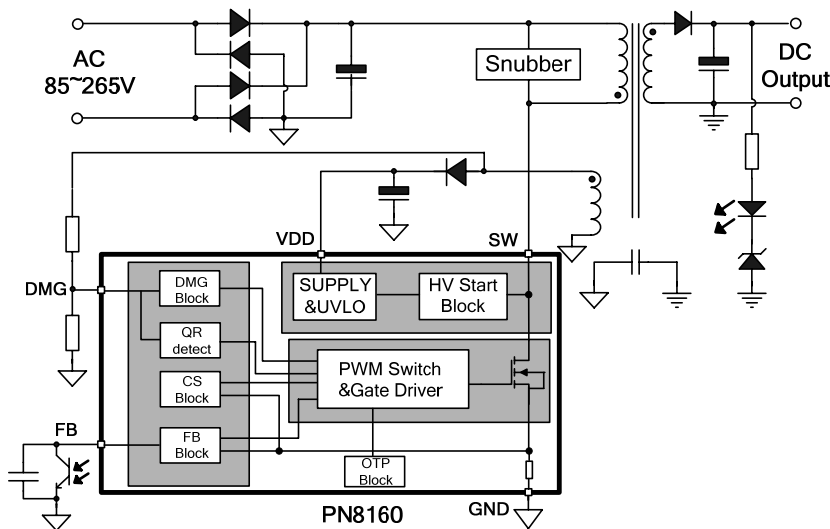 AC
85~265V
Snubber
DC
Output
VDD
SW
DMG
DMG
Block
SUPPLY
&UVLO
HV Start
Block
QR
detect
PWM Switch
&Gate Driver
CS
Block
FB
FB
Block
OTP
Block
GND
PN8160